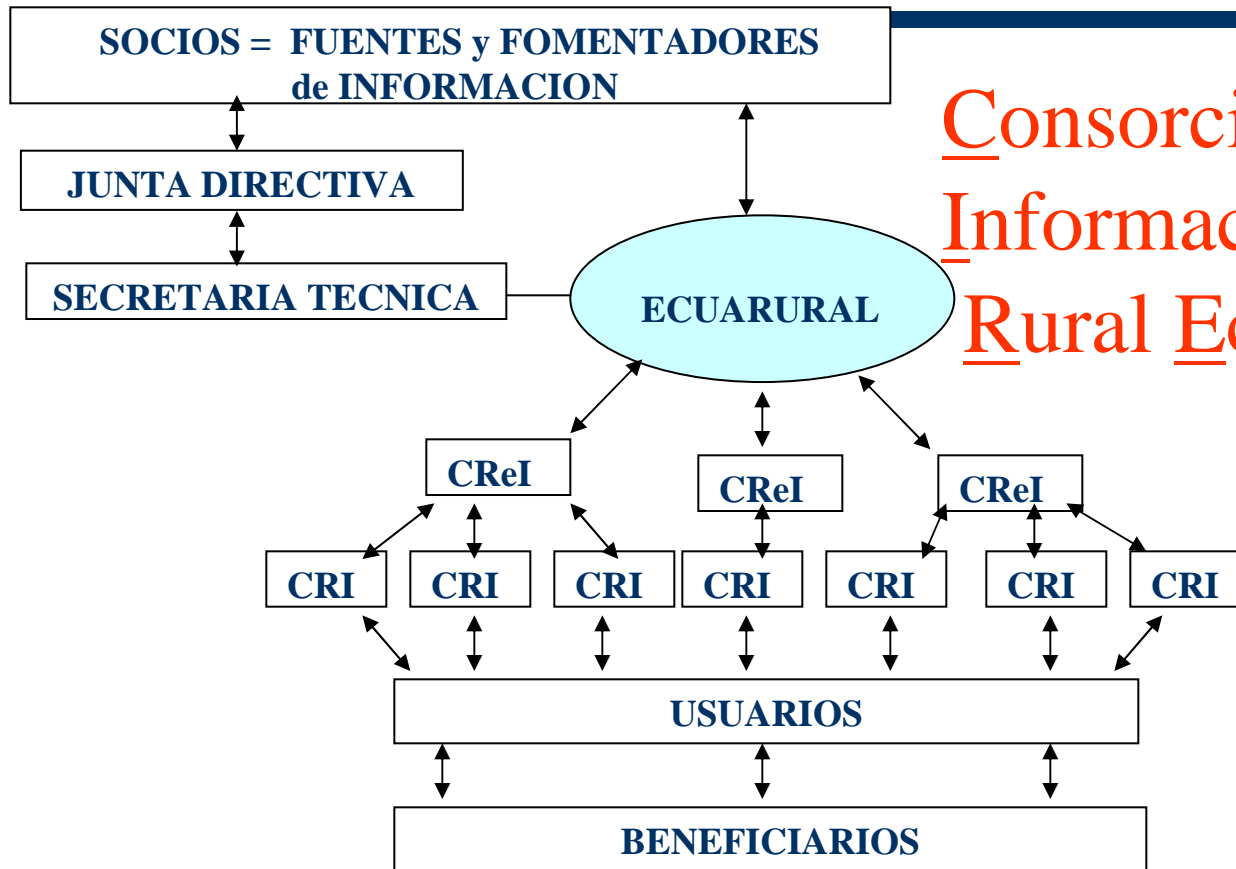 SOCIOS = FUENTES y FOMENTADORES
de INFORMACION
JUNTA DIRECTIVA
SECRETARIA TECNICA
ECUARURAL
Rural
CReI
CReI
CReI
CRI
CRI
CRI
CRI
CRI
CRI
CRI
USUARIOS
BENEFICIARIOS